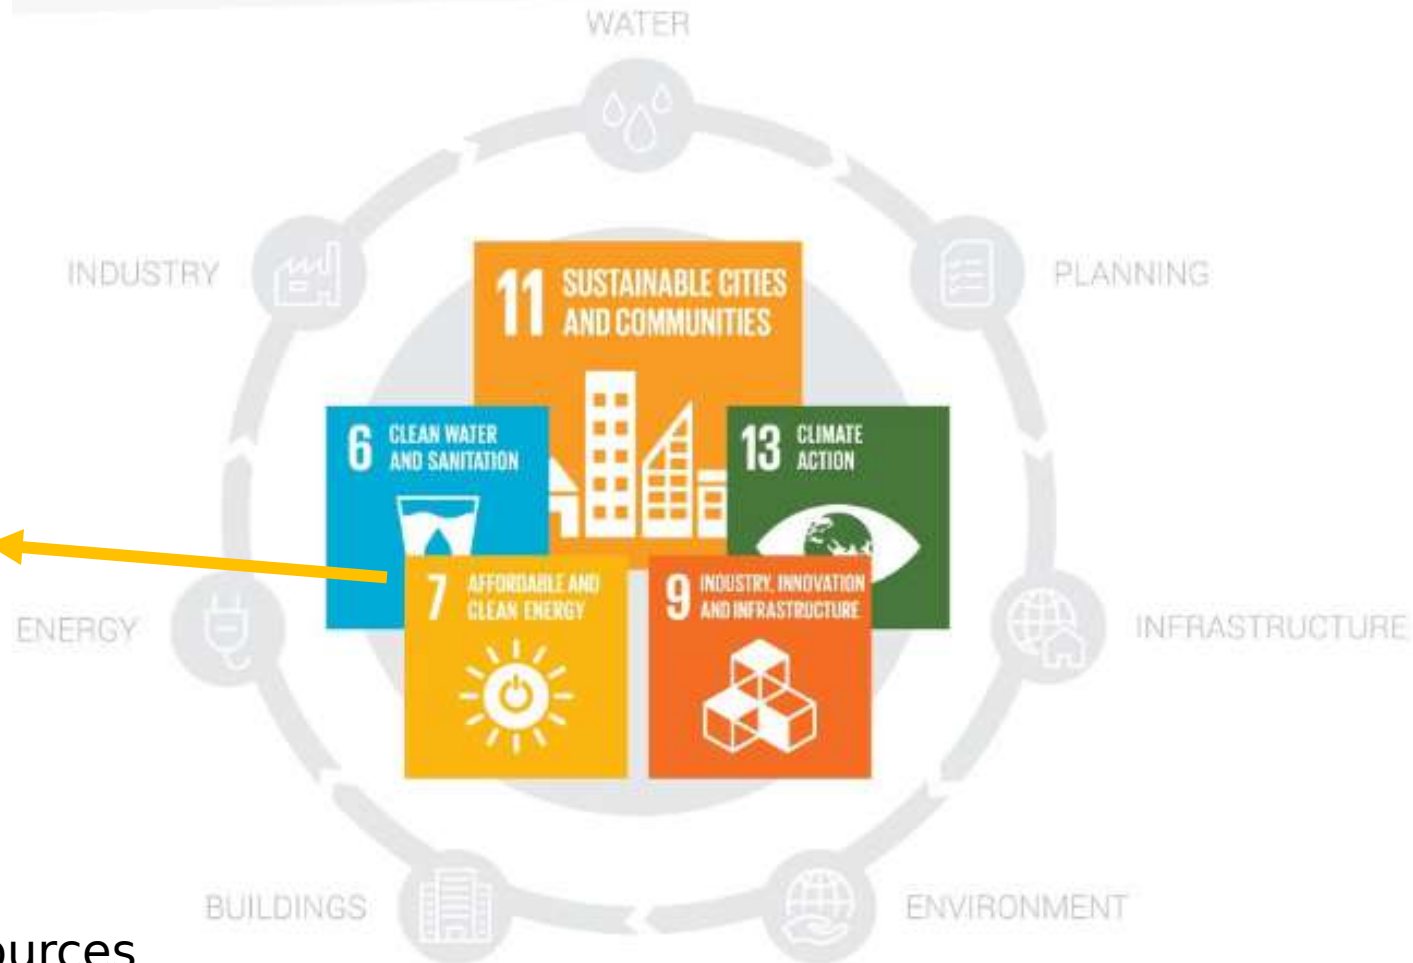 WATER
INDUSTRY
PLANNING
11 SUSTAINABLE CITIES
AND COMMUNITIES
6 CLEAN WATER
AND SANITATION
13 CLIMATE
ACTION
7 AFFORDABLE AND
CLEAN ENERGY
9 INDUSTRY, INNOVATION
AND INFRASTRUCTURE
ENERGY
INFRASTRUCTURE
BUILDINGS
ENVIRONMENT